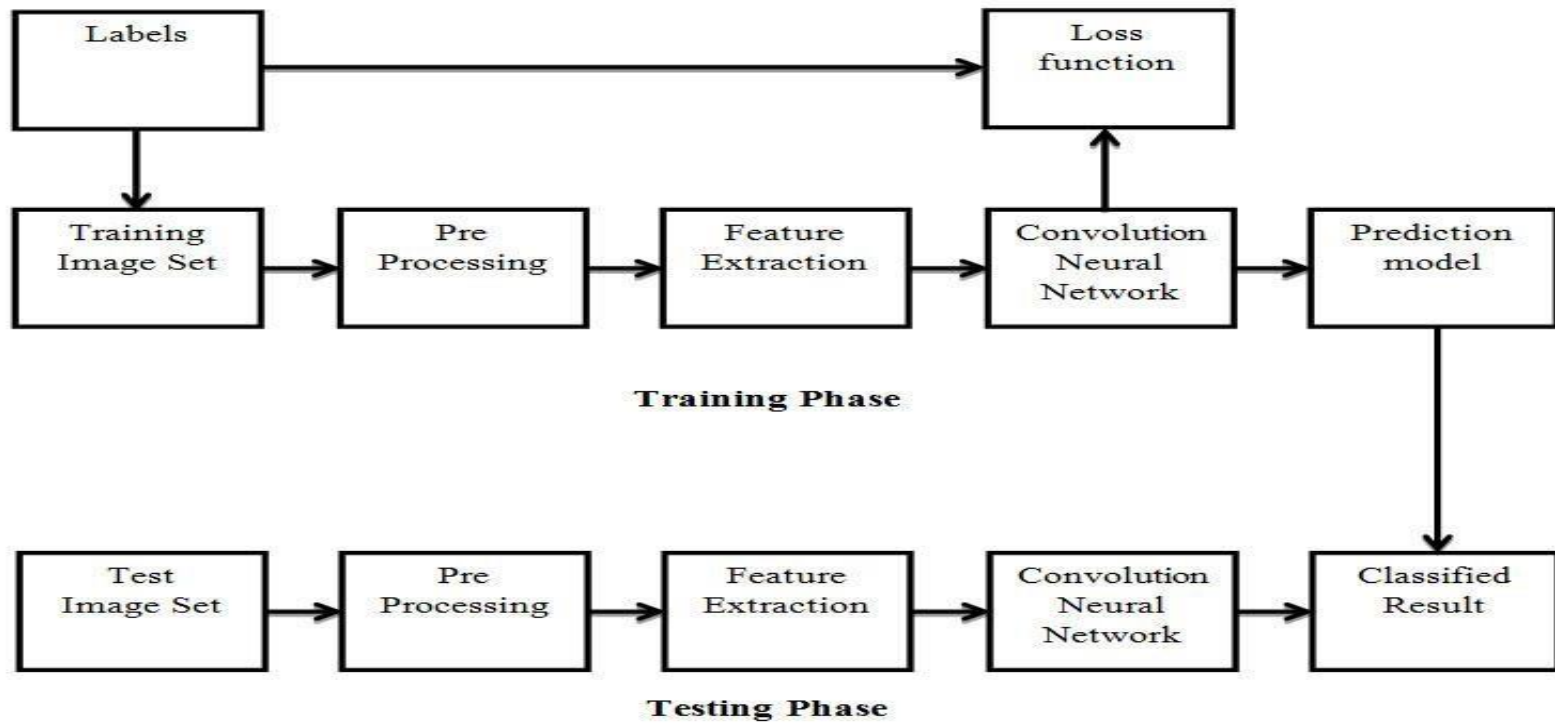 Labels
Loss
function
Training
Image Set
Pre
Processing
Feature
Extraction
Convolution
Neural
Network
Prediction
model
Training Phase
Test
Image Set
Pre
Processing
Feature
Extraction
Convolution
Neural
Network
Classified
Result
Testing Phase